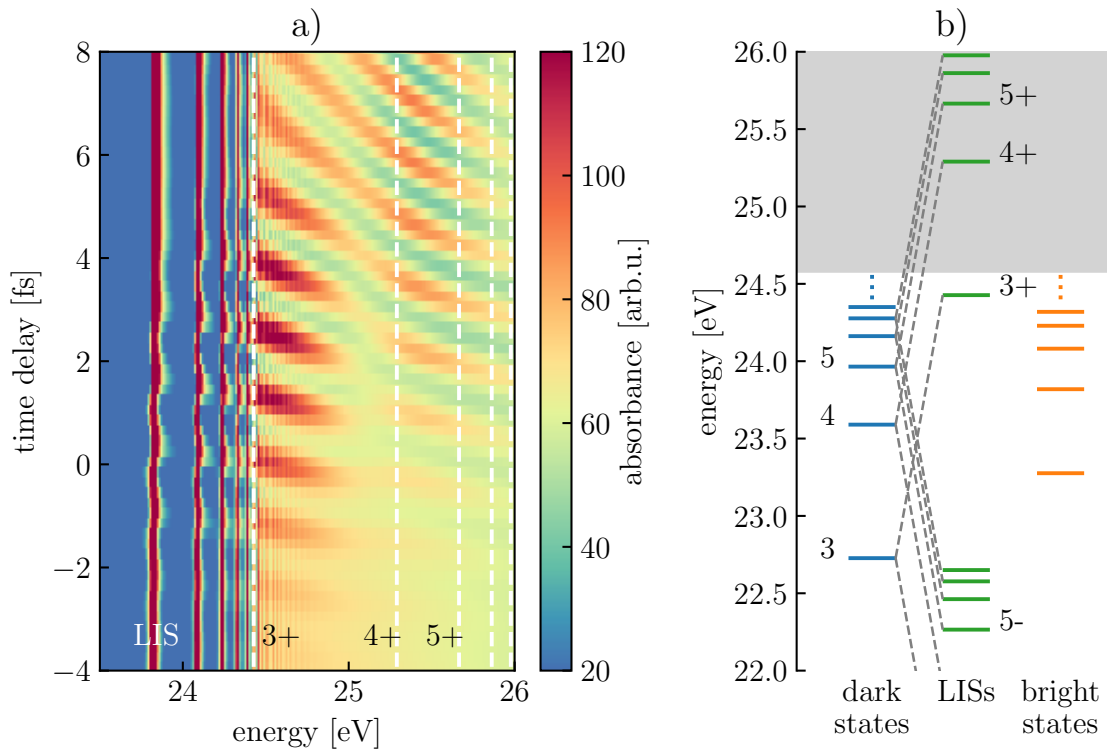 a)
8
6
4
2
0
−2
−4
time delay [fs]
LIS
3+
4+
5+
24
25
26
energy [eV]
120
100
80
60
40
20
absorbance [arb.u.]
b)
26.0
25.5
25.0
24.5
24.0
23.5
23.0
22.5
22.0
energy [eV]
5
4
3
5+
4+
3+
5-
dark
states
LISs
bright
states